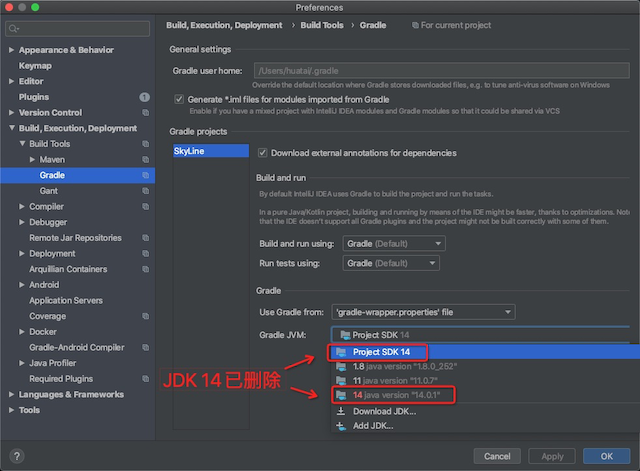 Preferences
Appearance & Behavior
Keymap
Editor
Plugins 1
Version Control
Build, Execution, Deployment
Build Tools
Maven
Gradle
Gant
Compiler
Debugger
Remote Jar Repositories
Deployment
Arquillian Containers
Android
Application Servers
Coverage
Docker
Gradle-Android Compiler
Java Profiler
Required Plugins
Languages & Frameworks
Tools
Build, Execution, Deployment › Build Tools › Gradle For current project
General settings
Gradle user home: /Users/huatai/.gradle
Override the default location where Gradle stores downloaded files, e.g. to tune anti-virus software on Windows
Generate *.iml files for modules imported from Gradle
Enable if you have a mixed project with IntelliJ IDEA modules and Gradle modules so that it could be shared via VCS
Gradle projects
SkyLine
Download external annotations for dependencies
Build and run
By default IntelliJ IDEA uses Gradle to build the project and run the tasks.
In a pure Java/Kotlin project, building and running by means of the IDE might be faster, thanks to optimizations. Note
that the IDE doesn't support all Gradle plugins and the project might not be built correctly with some of them.
Build and run using: Gradle (Default)
Run tests using: Gradle (Default)
Gradle
Use Gradle from: 'gradle-wrapper.properties' file
Gradle JVM: Project SDK 14
Project SDK 14
1.8 java version "1.8.0_252"
11 java version "11.0.7"
14 java version "14.0.1"
Download JDK...
Add JDK...
JDK 14已删除
?
Cancel
Apply
OK